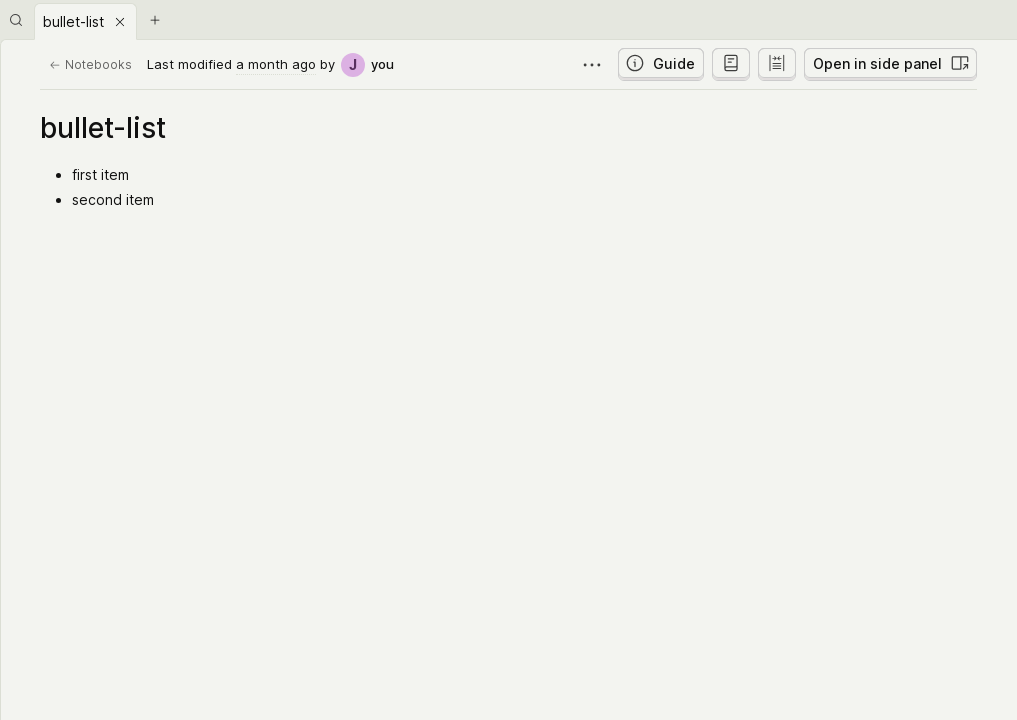 bullet-list
Notebooks
Last modified a month ago by J you
Guide
Open in side panel
bullet-list
first item
second item